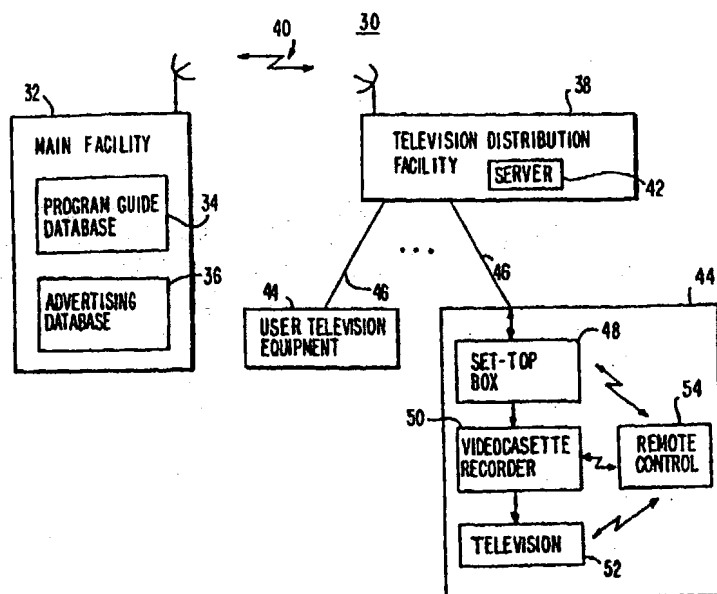 30
40
32
MAIN FACILITY
PROGRAM GUIDE
DATABASE
34
ADVERTISING
DATABASE
36
38
TELEVISION DISTRIBUTION
FACILITY
SERVER
42
...
46
46
44
USER TELEVISION
EQUIPMENT
44
SET-TOP
BOX
48
50
VIDEOCASETTE
RECORDER
54
REMOTE
CONTROL
TELEVISION
52